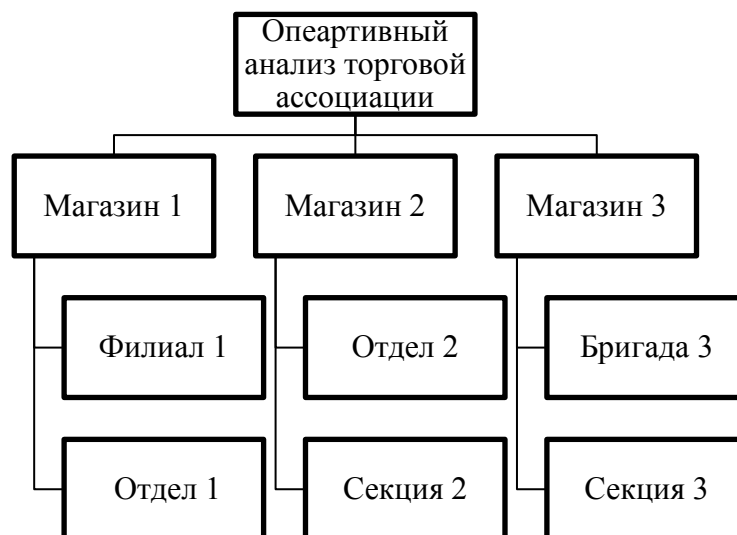 Опеартивный
анализ торговой
ассоциации
Магазин 1
Магазин 2
Магазин 3
Филиал 1
Отдел 2
Бригада 3
Отдел 1
Секция 2
Секция 3